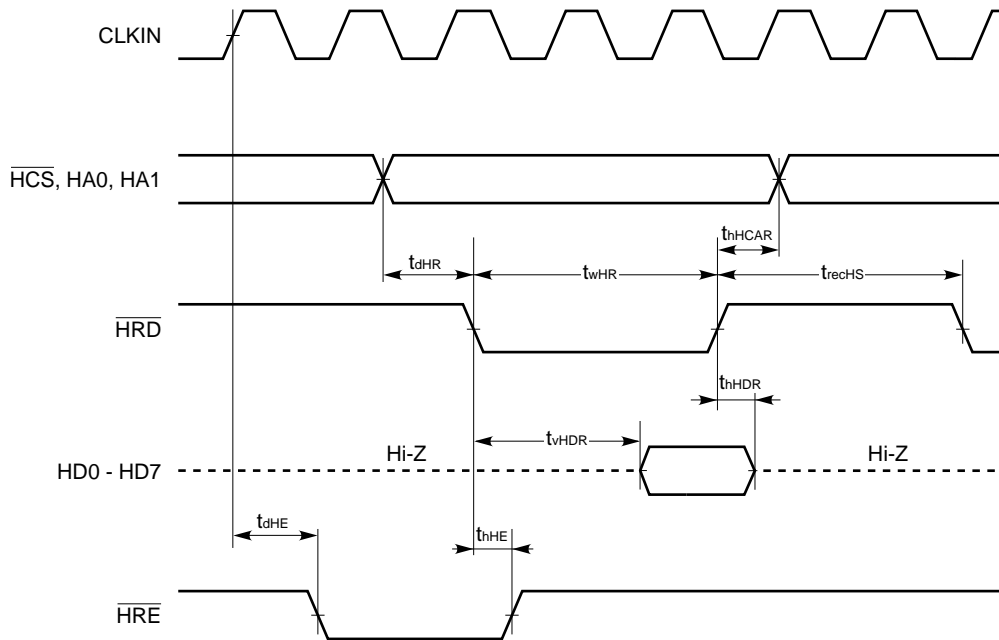 CLKIN
HCS, HA0, HA1
thHCAR
tdHR
twHR
trecHS
HRD
thHDR
tvHDR
Hi-Z
Hi-Z
HD0 - HD7
tdHE
thHE
HRE